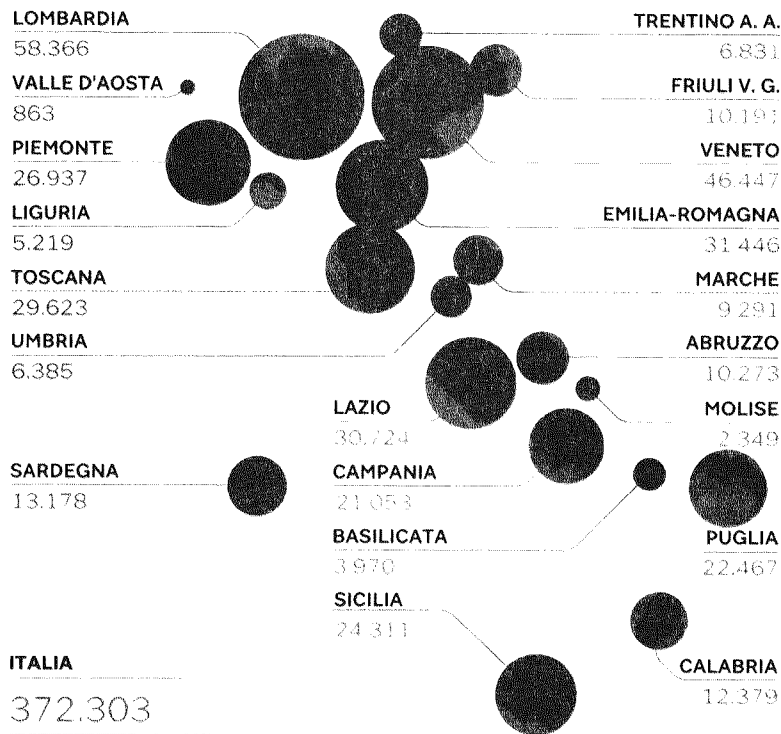 LOMBARDIA
58.366
VALLE D'AOSTA
863
PIEMONTE
26.937
LIGURIA
5.219
TOSCANA
29.623
UMBRIA
6.385
SARDEGNA
13.178
ITALIA
372.303
LAZIO
30.724
CAMPANIA
21.053
BASILICATA
3.970
SICILIA
24.311
TRENTINO A. A.
6.831
FRIULI V. G.
10.191
VENETO
46.447
EMILIA-ROMAGNA
31.446
MARCHE
9.291
ABRUZZO
10.273
MOLISE
2.349
PUGLIA
22.467
CALABRIA
12.379